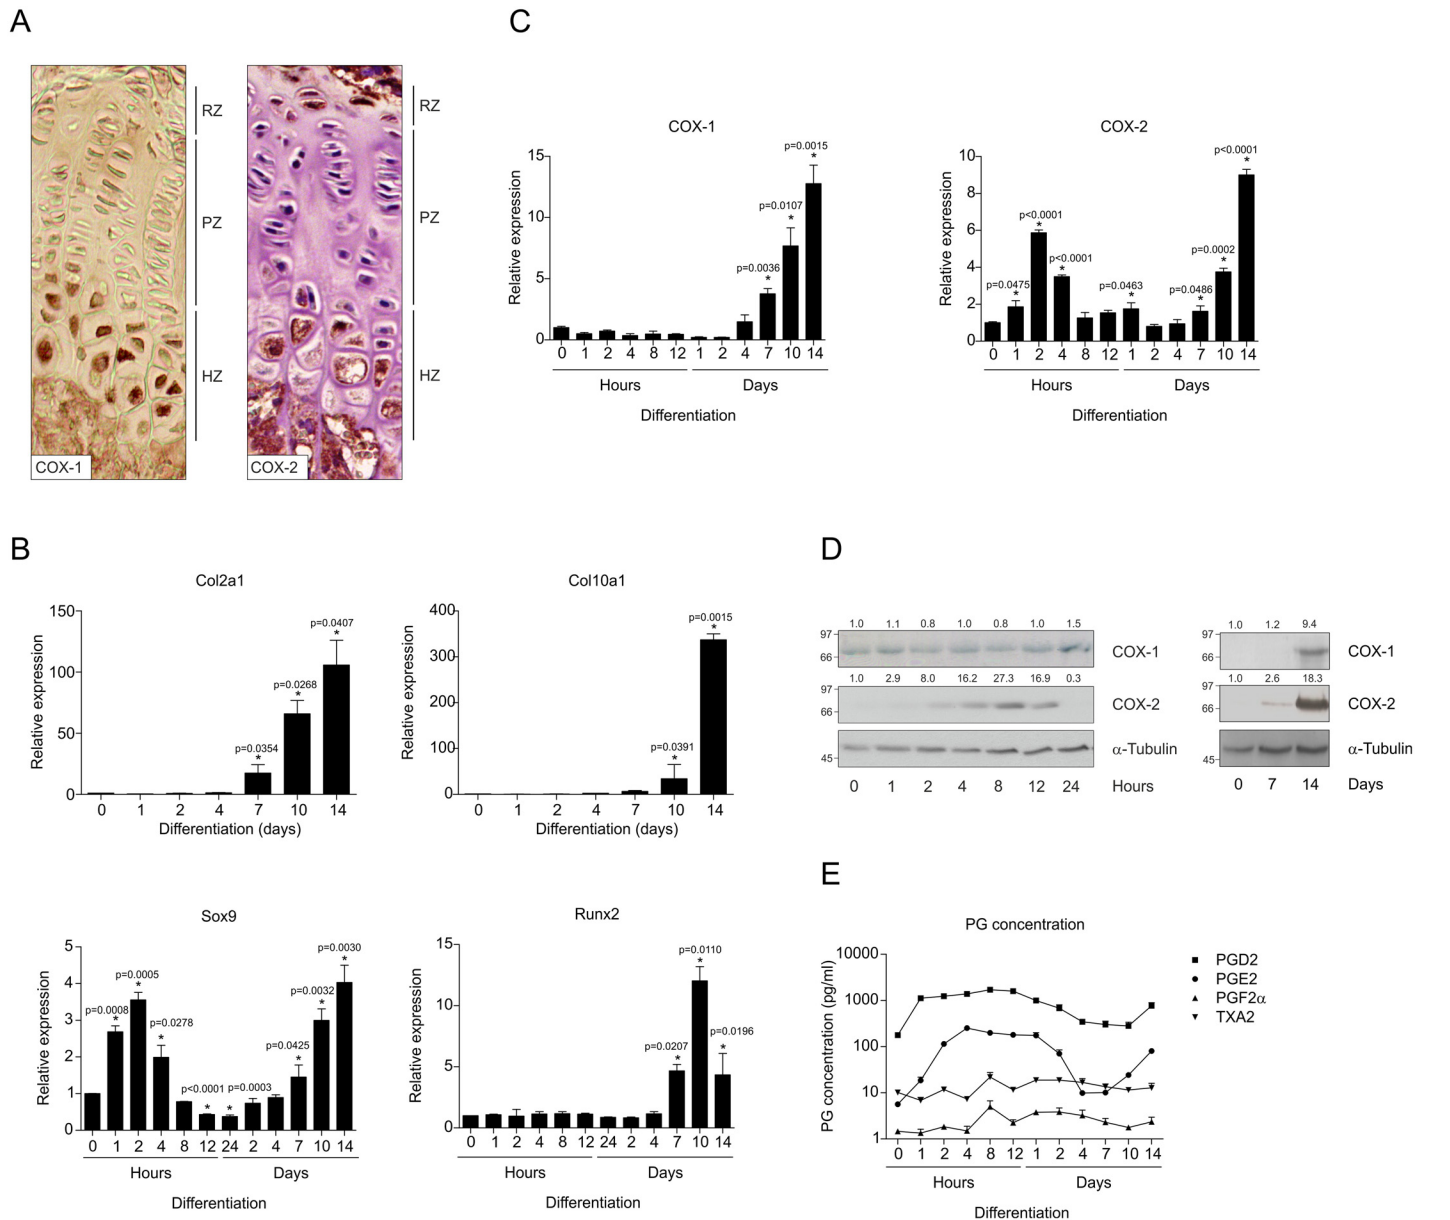 A
RZ
PZ
HZ
COX-1
RZ
PZ
HZ
COX-2
B
Col2a1
Relative expression
150
100
50
0
p=0.0354
*
p=0.0268
*
p=0.0407
*
0 1 2 4 7 10 14
Differentiation (days)
Col10a1
Relative expression
400
300
200
100
0
p=0.0391
*
p=0.0015
*
0 1 2 4 7 10 14
Differentiation (days)
Sox9
Relative expression
5
4
3
2
1
0
p=0.0008
*
p=0.0005
*
p=0.0278
*
p<0.0001
*
p=0.0003
*
p=0.0425
*
p=0.0032
*
p=0.0030
*
0 1 2 4 8 12 24 2 4 7 10 14
Hours Days
Differentiation
Runx2
Relative expression
15
10
5
0
p=0.0207
*
p=0.0110
*
p=0.0196
*
0 1 2 4 8 12 24 2 4 7 10 14
Hours Days
Differentiation
C
COX-1
Relative expression
15
10
5
0
p=0.0036
*
p=0.0107
*
p=0.0015
*
0 1 2 4 8 12 1 2 4 7 10 14
Hours Days
Differentiation
COX-2
Relative expression
10
8
6
4
2
0
p=0.0475
*
p<0.0001
*
p<0.0001
*
p=0.0463
*
p=0.0486
*
p=0.0002
*
p<0.0001
*
0 1 2 4 8 12 1 2 4 7 10 14
Hours Days
Differentiation
D
1.0 1.1 0.8 1.0 0.8 1.0 1.5
97
66
COX-1
1.0 2.9 8.0 16.2 27.3 16.9 0.3
97
66
COX-2
45
α-Tubulin
0 1 2 4 8 12 24 Hours
1.0 1.2 9.4
97
66
COX-1
1.0 2.6 18.3
97
66
COX-2
45
α-Tubulin
0 7 14 Days
E
PG concentration
PG concentration (pg/ml)
10000
1000
100
10
1
0 1 2 4 8 12 1 2 4 7 10 14
Hours Days
Differentiation
PGD2
PGE2
PGF2α
TXA2